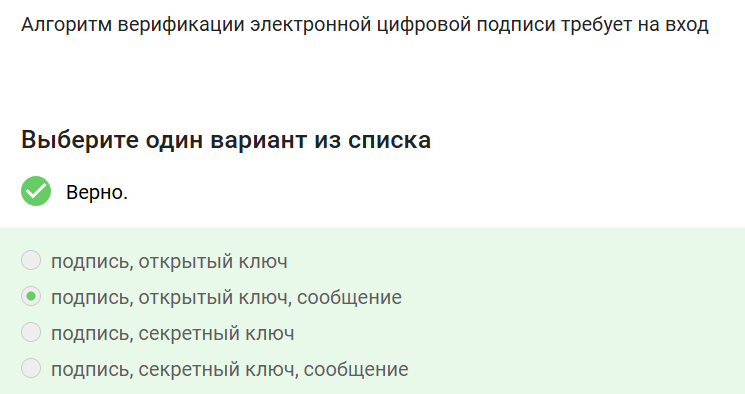 Алгоритм верификации электронной цифровой подписи требует на вход
Выберите один вариант из списка
Верно.
подпись, открытый ключ
подпись, открытый ключ, сообщение
подпись, секретный ключ
подпись, секретный ключ, сообщение